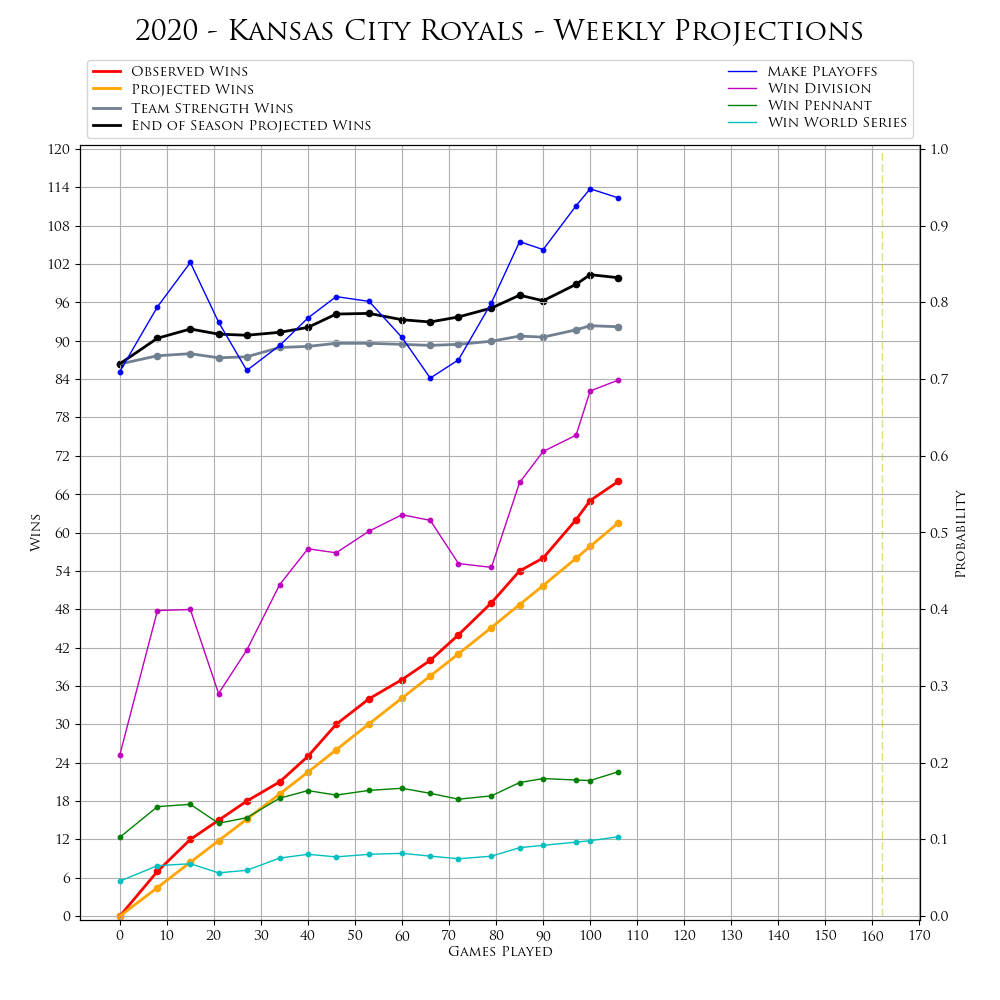 2020 - Kansas City Royals - Weekly Projections
Observed Wins
Projected Wins
Team Strength Wins
End of Season Projected Wins
Make Playoffs
Win Division
Win Pennant
Win World Series
120
114
108
102
96
90
84
78
72
66
60
54
48
42
36
30
24
18
12
6
0
Wins
1.0
0.9
0.8
0.7
0.6
0.5
0.4
0.3
0.2
0.1
0.0
Probability
0 10 20 30 40 50 60 70 80 90 100 110 120 130 140 150 160 170
Games Played